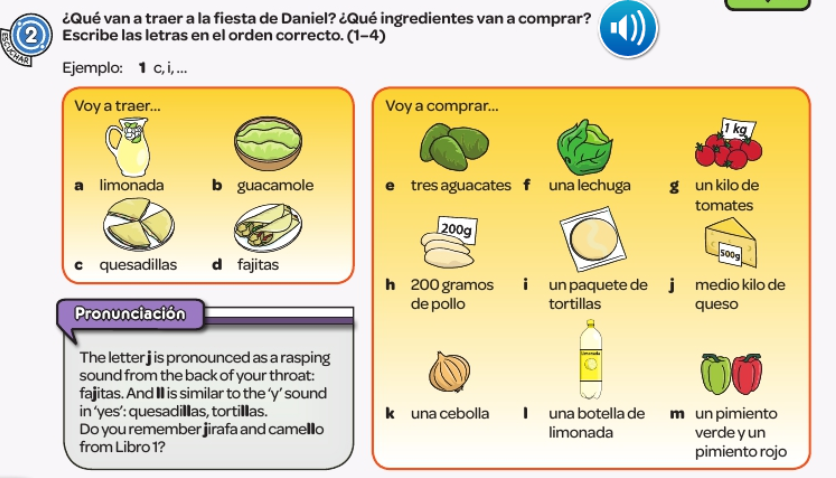 2
ESCUCHAR
¿Qué van a traer a la fiesta de Daniel? ¿Qué ingredientes van a comprar?
Escribe las letras en el orden correcto. (1–4)
Ejemplo: 1 c, i, ...
Voy a traer...
a limonada
b guacamole
c quesadillas
d fajitas
Pronunciación
The letter j is pronounced as a rasping
sound from the back of your throat:
fajitas. And ll is similar to the ‘y’ sound
in ‘yes’: quesadillas, tortillas.
Do you remember jirafa and camello
from Libro 1?
Voy a comprar...
1 kg
e tres aguacates
f una lechuga
g un kilo de
tomates
200g
500g
h 200 gramos
de pollo
i un paquete de
tortillas
j medio kilo de
queso
Limonada
k una cebolla
l una botella de
limonada
m un pimiento
verde y un
pimiento rojo